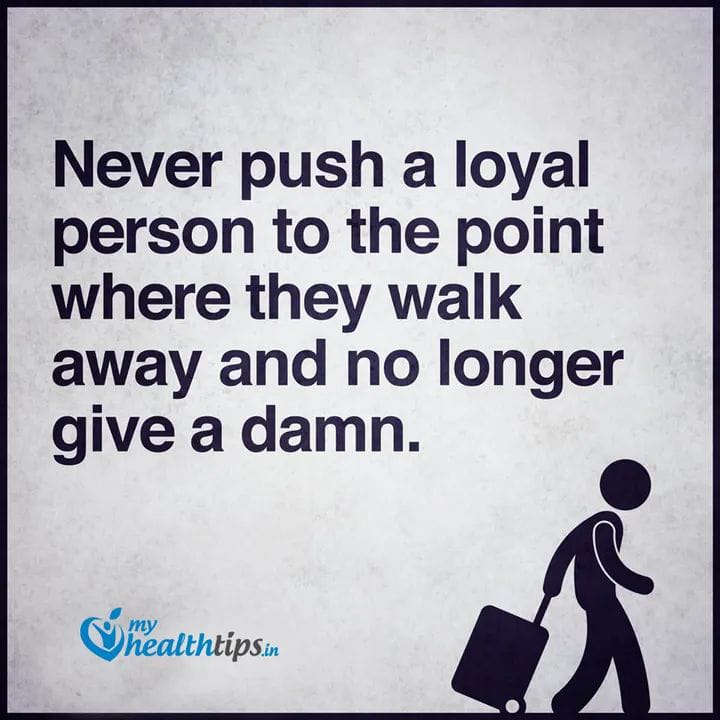 Never push a loyal
person to the point
where they walk
away and no longer
give a damn.
my
healthtips.in